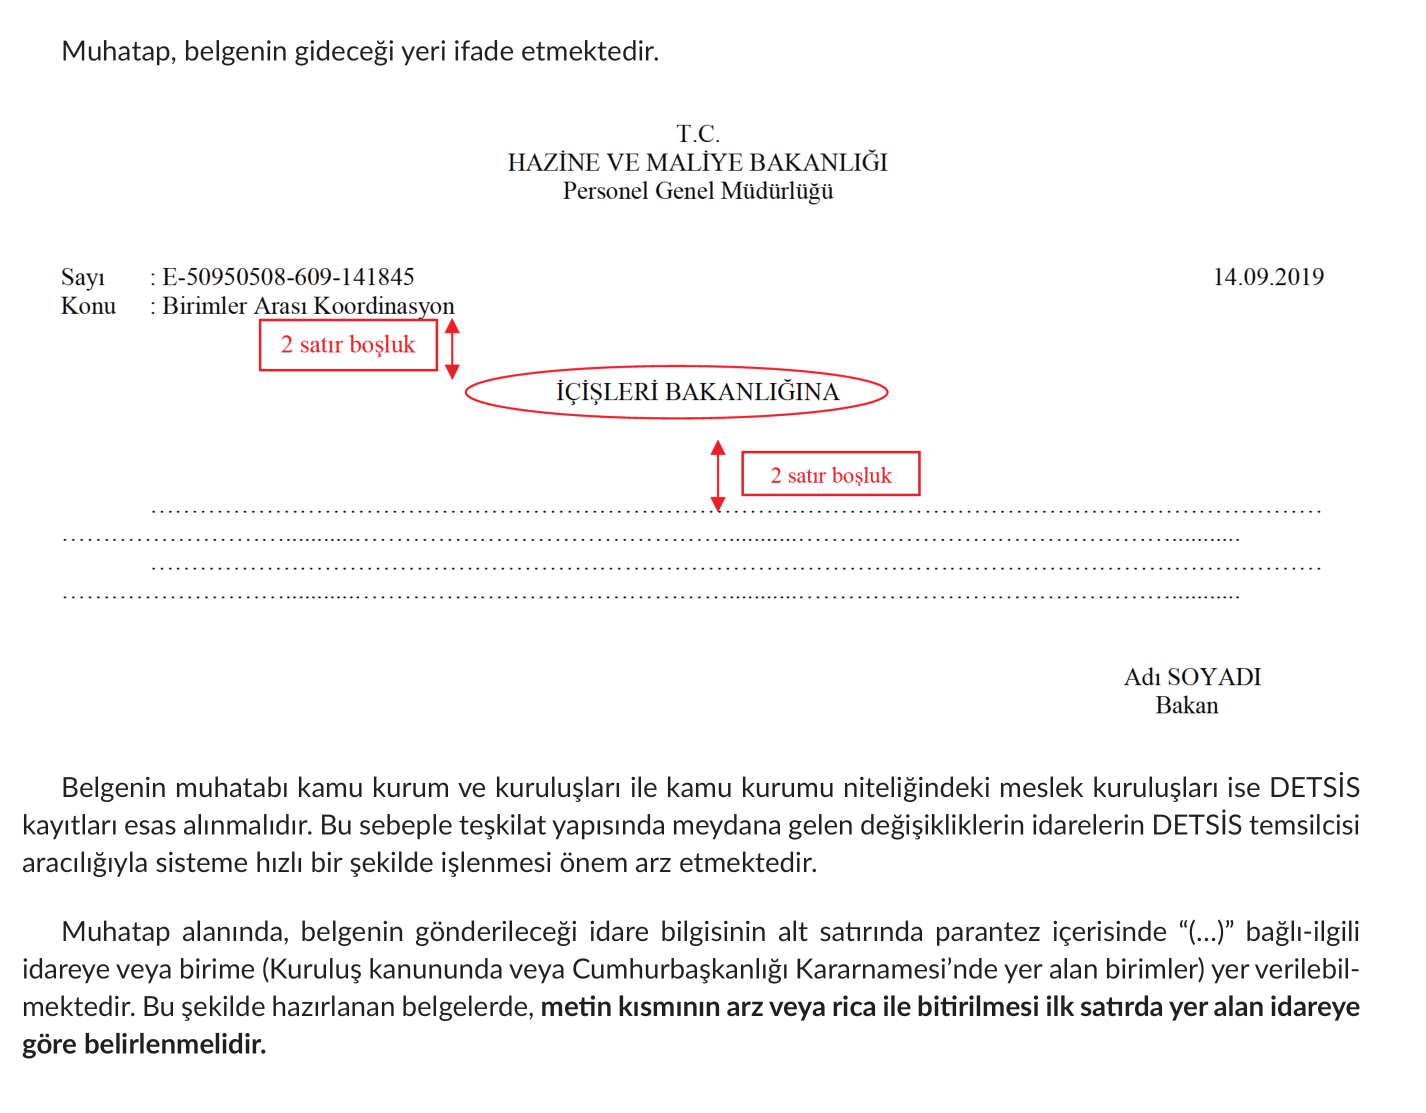 Muhatap, belgenin gideceği yeri ifade etmektedir.
T.C.
HAZİNE VE MALİYE BAKANLIĞI
Personel Genel Müdürlüğü
Sayı : E-50950508-609-141845 14.09.2019
Konu : Birimler Arası Koordinasyon
2 satır boşluk
İÇİŞLERİ BAKANLIĞINA
2 satır boşluk
Adı SOYADI
Bakan
Belgenin muhatabı kamu kurum ve kuruluşları ile kamu kurumu niteliğindeki meslek kuruluşları ise DETSİS
kayıtları esas alınmalıdır. Bu sebeple teşkilat yapısında meydana gelen değişikliklerin idarelerin DETSİS temsilcisi
aracılığıyla sisteme hızlı bir şekilde işlenmesi önem arz etmektedir.
Muhatap alanında, belgenin gönderileceği idare bilgisinin alt satırında parantez içerisinde “(...)” bağlı-ilgili
idareye veya birime (Kuruluş kanununda veya Cumhurbaşkanlığı Kararnamesi’nde yer alan birimler) yer verilebil-
mektedir. Bu şekilde hazırlanan belgelerde, metin kısmının arz veya rica ile bitirilmesi ilk satırda yer alan idareye
göre belirlenmelidir.